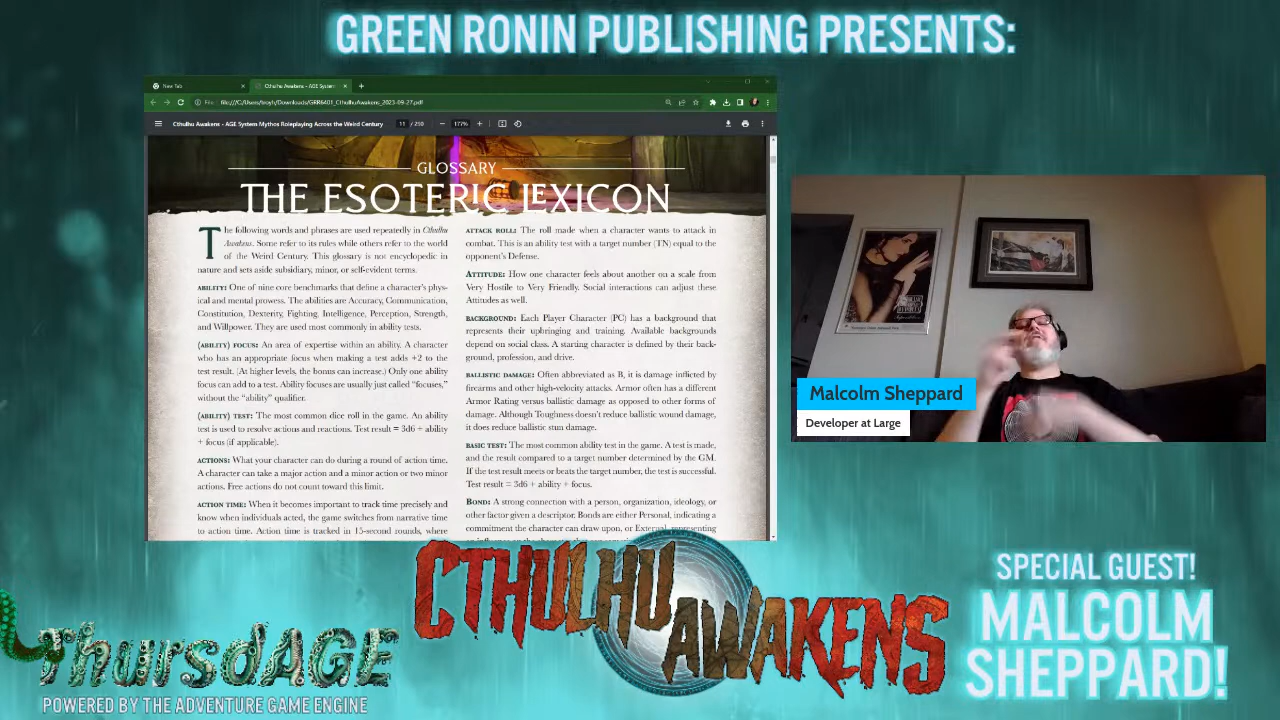 GREEN RONIN PUBLISHING PRESENTS:
New Tab
Cthulhu Awakens - AGE System
File
file:///C:/Users/troyh/Downloads/GRR6401_CthulhuAwakens_2023-09-27.pdf
Cthulhu Awakens - AGE System Mythos Roleplaying Across the Weird Century
11 / 290
177%
GLOSSARY
THE ESOTERIC LEXICON
The following words and phrases are used repeatedly in Cthulhu
Awakens. Some refer to its rules while others refer to the world
of the Weird Century. This glossary is not encyclopedic in
nature and sets aside subsidiary, minor, or self-evident terms.
ABILITY: One of nine core benchmarks that define a character's phys-
ical and mental prowess. The abilities are Accuracy, Communication,
Constitution, Dexterity, Fighting, Intelligence, Perception, Strength,
and Willpower. They are used most commonly in ability tests.
(ABILITY) FOCUS: An area of expertise within an ability. A character
who has an appropriate focus when making a test adds +2 to the
test result. (At higher levels, the bonus can increase.) Only one ability
focus can add to a test. Ability focuses are usually just called "focuses,"
without the "ability" qualifier.
(ABILITY) TEST: The most common dice roll in the game. An ability
test is used to resolve actions and reactions. Test result = 3d6 + ability
+ focus (if applicable).
ACTIONS: What your character can do during a round of action time.
A character can take a major action and a minor action or two minor
actions. Free actions do not count toward this limit.
ACTION TIME: When it becomes important to track time precisely and
know when individuals acted, the game switches from narrative time
to action time. Action time is tracked in 15-second rounds, where
ATTACK ROLL: The roll made when a character wants to attack in
combat. This is an ability test with a target number (TN) equal to the
opponent's Defense.
ATTITUDE: How one character feels about another on a scale from
Very Hostile to Very Friendly. Social interactions can adjust these
Attitudes as well.
BACKGROUND: Each Player Character (PC) has a background that
represents their upbringing and training. Available backgrounds
depend on social class. A starting character is defined by their back-
ground, profession, and drive.
BALLISTIC DAMAGE: Often abbreviated as B, it is damage inflicted by
firearms and other high-velocity attacks. Armor often has a different
Armor Rating versus ballistic damage as opposed to other forms of
damage. Although Toughness doesn't reduce ballistic wound damage,
it does reduce ballistic stun damage.
BASIC TEST: The most common ability test in the game. A test is made,
and the result compared to a target number determined by the GM.
If the test result meets or beats the target number, the test is successful.
Test result = 3d6 + ability + focus.
BOND: A strong connection with a person, organization, ideology, or
other factor given a descriptor. Bonds are either Personal, indicating a
commitment the character can draw upon, or External, representing
Malcolm Sheppard
Developer at Large
CTHULHU
AWAKENS
ThursdAGE
POWERED BY THE ADVENTURE GAME ENGINE
SPECIAL GUEST!
MALCOLM
SHEPPARD!